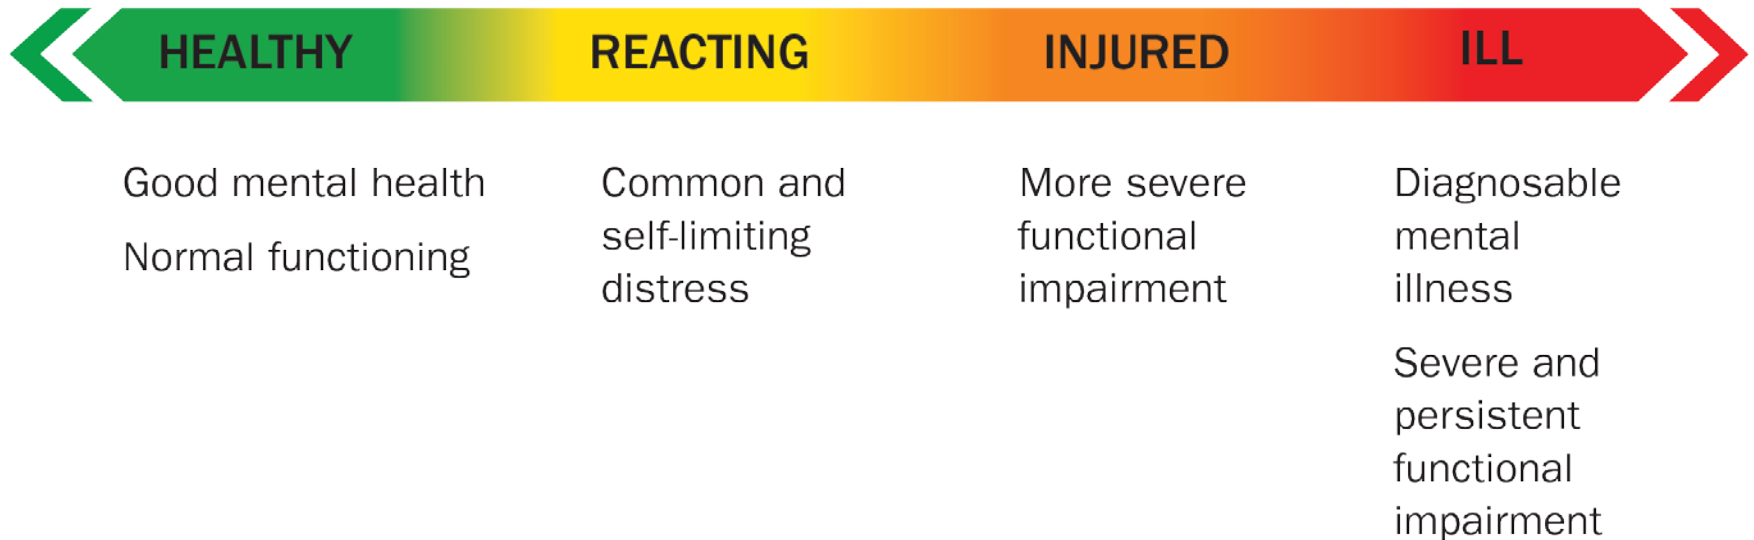 HEALTHY
REACTING
INJURED
ILL
Good mental health
Normal functioning
Common and
self-limiting
distress
More severe
functional
impairment
Diagnosable
mental
illness
Severe and
persistent
functional
impairment